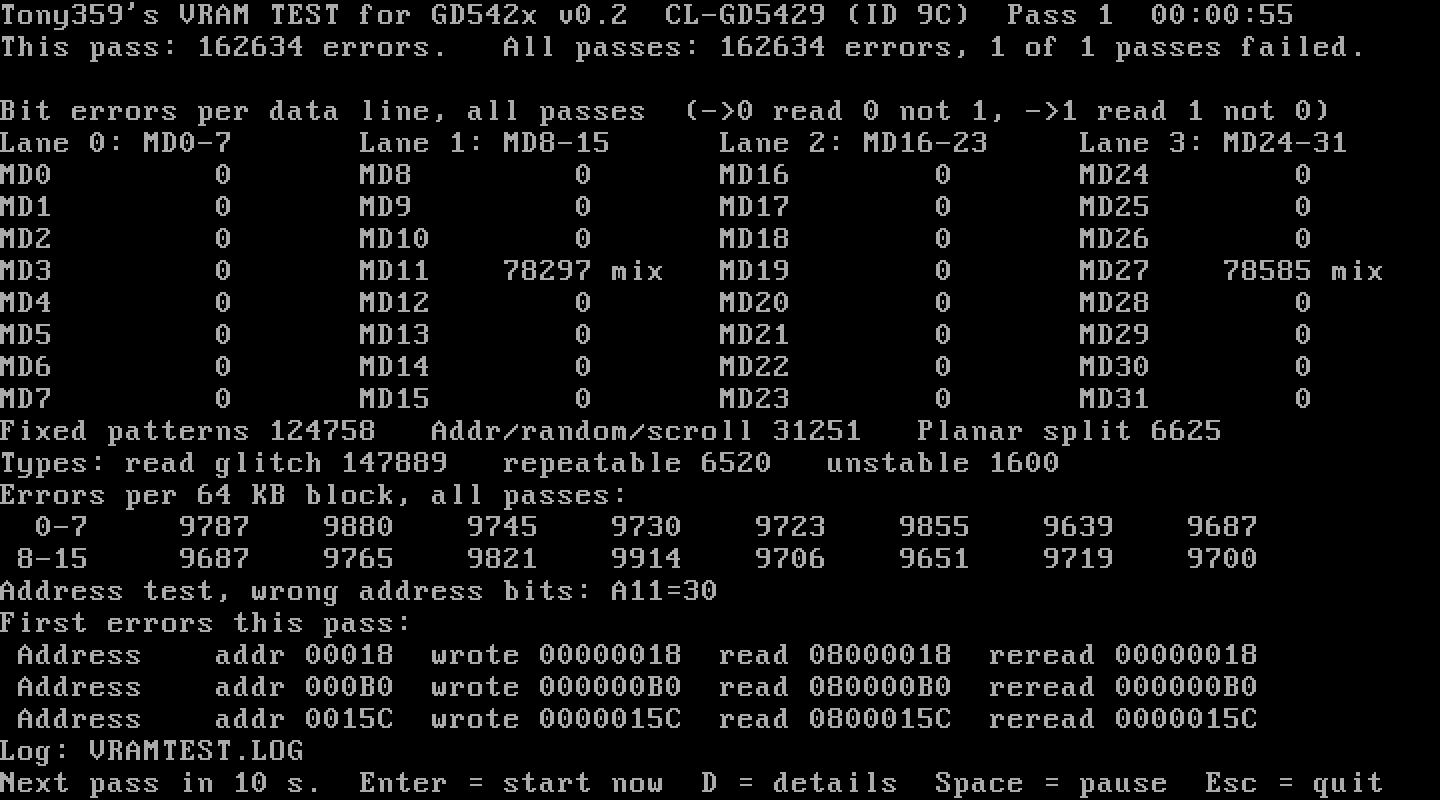 Tony359's VRAM TEST for GD542x v0.2  CL-GD5429 (ID 9C)  Pass 1  00:00:55
This pass: 162634 errors.   All passes: 162634 errors, 1 of 1 passes failed.
Bit errors per data line, all passes  (->0 read 0 not 1, ->1 read 1 not 0)
Lane 0: MD0-7       Lane 1: MD8-15      Lane 2: MD16-23     Lane 3: MD24-31
MD0         0       MD8         0       MD16        0       MD24        0
MD1         0       MD9         0       MD17        0       MD25        0
MD2         0       MD10        0       MD18        0       MD26        0
MD3         0       MD11    78297 mix   MD19        0       MD27    78585 mix
MD4         0       MD12        0       MD20        0       MD28        0
MD5         0       MD13        0       MD21        0       MD29        0
MD6         0       MD14        0       MD22        0       MD30        0
MD7         0       MD15        0       MD23        0       MD31        0
Fixed patterns 124758   Addr/random/scroll 31251   Planar split 6625
Types: read glitch 147889   repeatable 6520   unstable 1600
Errors per 64 KB block, all passes:
  0-7     9787    9880    9745    9730    9723    9855    9639    9687
 8-15     9687    9765    9821    9914    9706    9651    9719    9700
Address test, wrong address bits: A11=30
First errors this pass:
 Address    addr 00018  wrote 00000018  read 08000018  reread 00000018
 Address    addr 000B0  wrote 000000B0  read 080000B0  reread 000000B0
 Address    addr 0015C  wrote 0000015C  read 0800015C  reread 0000015C
Log: VRAMTEST.LOG
Next pass in 10 s.  Enter = start now  D = details  Space = pause  Esc = quit